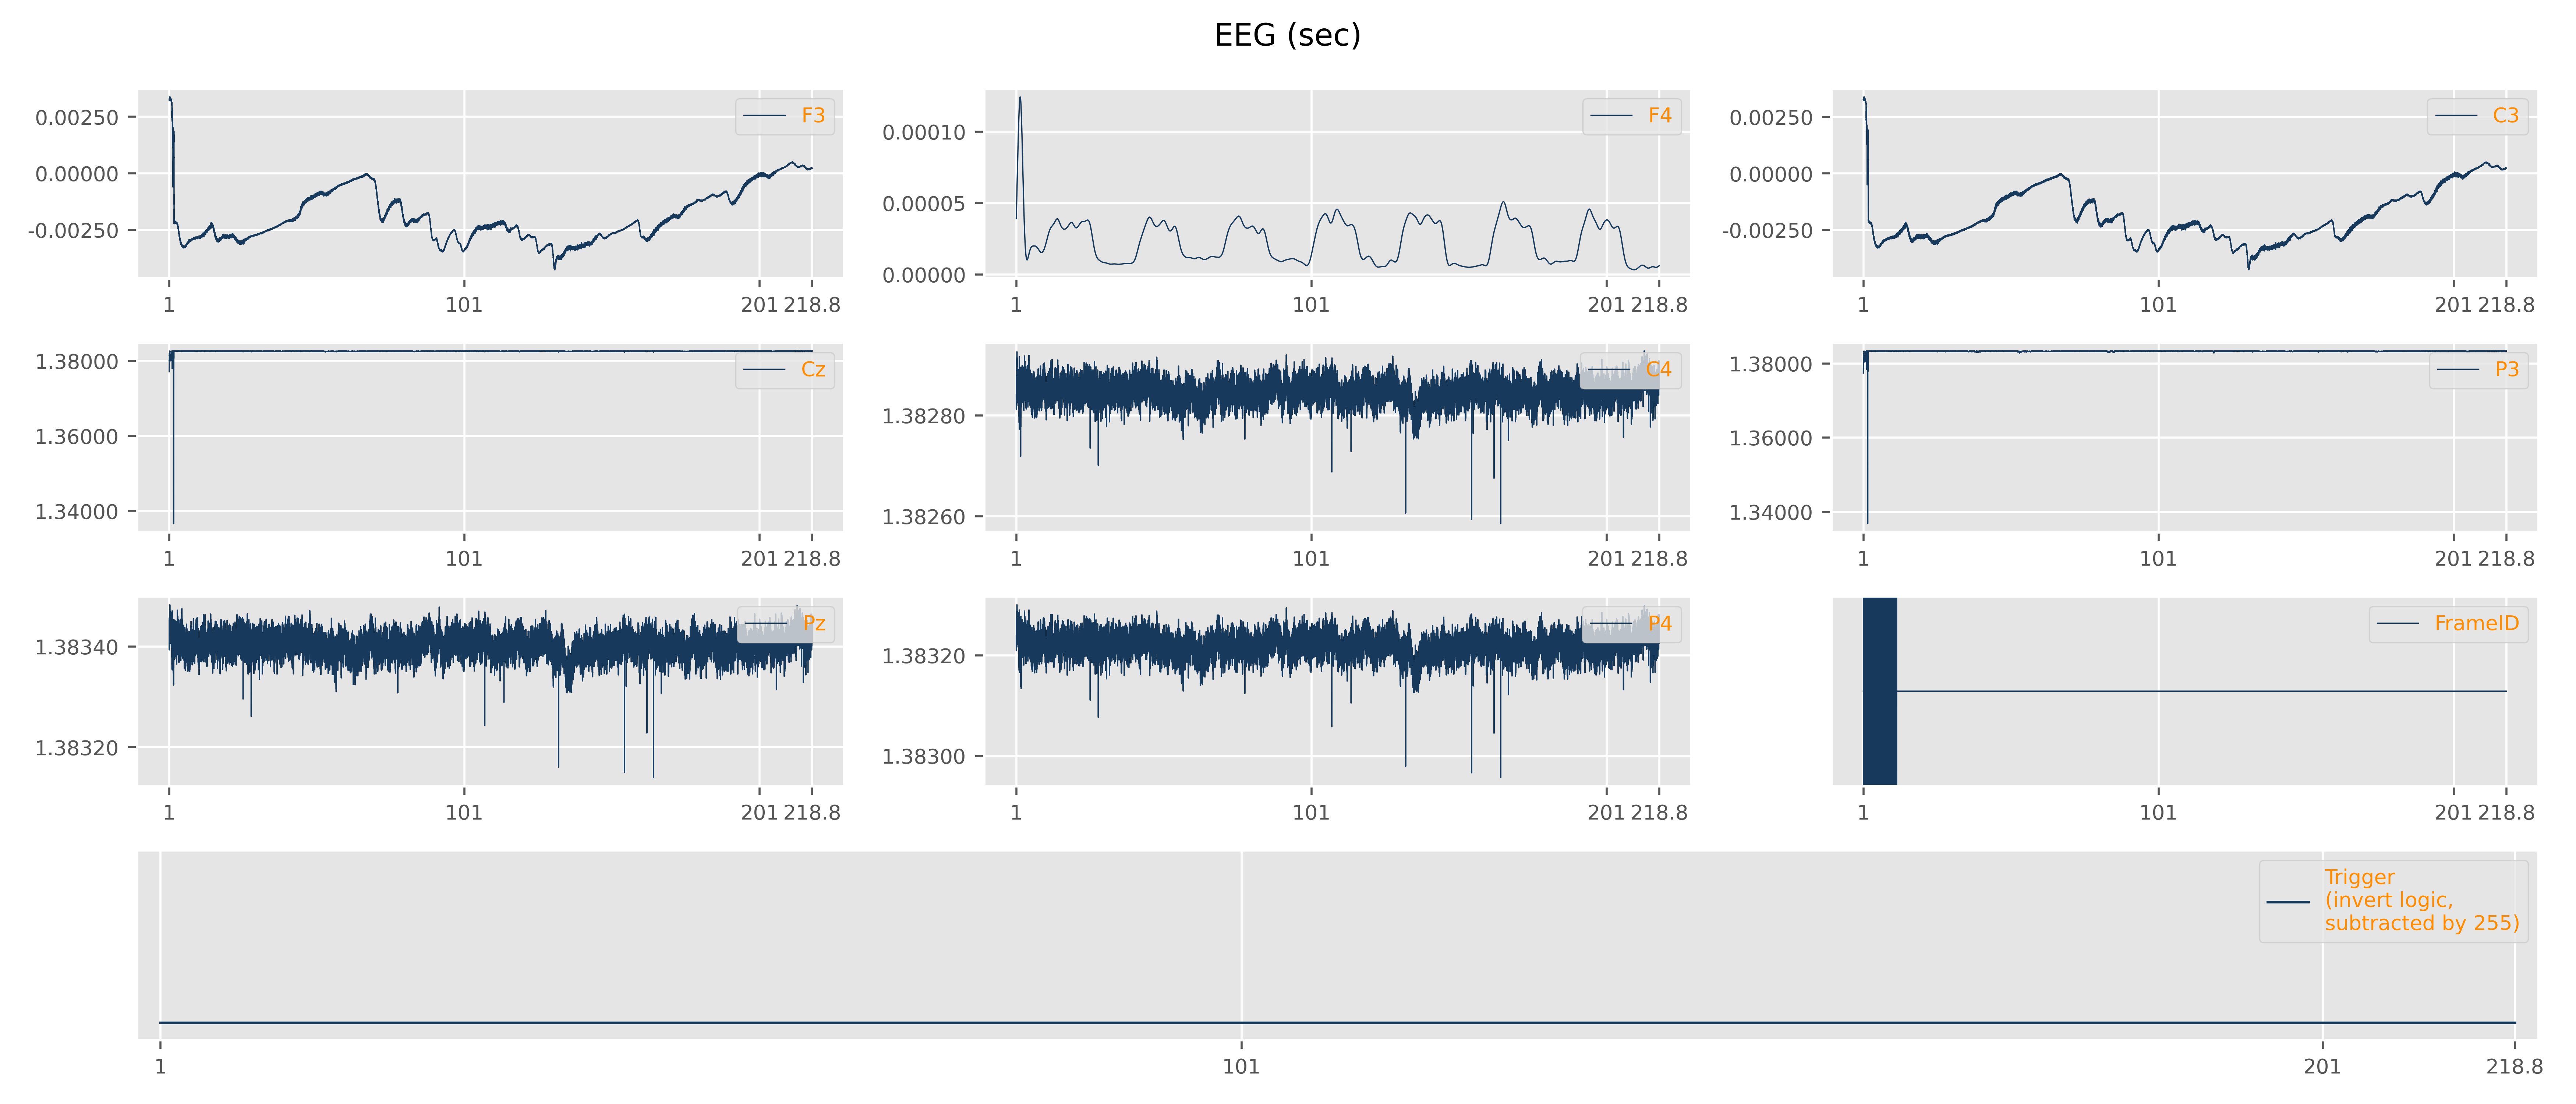 EEG (sec)
0.00250
0.00000
-0.00250
F3
1 101 201 218.8
0.00010
0.00005
0.00000
F4
1 101 201 218.8
0.00250
0.00000
-0.00250
C3
1 101 201 218.8
1.38000
1.36000
1.34000
Cz
1 101 201 218.8
1.38280
1.38260
C4
1 101 201 218.8
1.38000
1.36000
1.34000
P3
1 101 201 218.8
1.38340
1.38320
Pz
1 101 201 218.8
1.38320
1.38300
P4
1 101 201 218.8
FrameID
1 101 201 218.8
Trigger
(invert logic,
subtracted by 255)
1 101 201 218.8